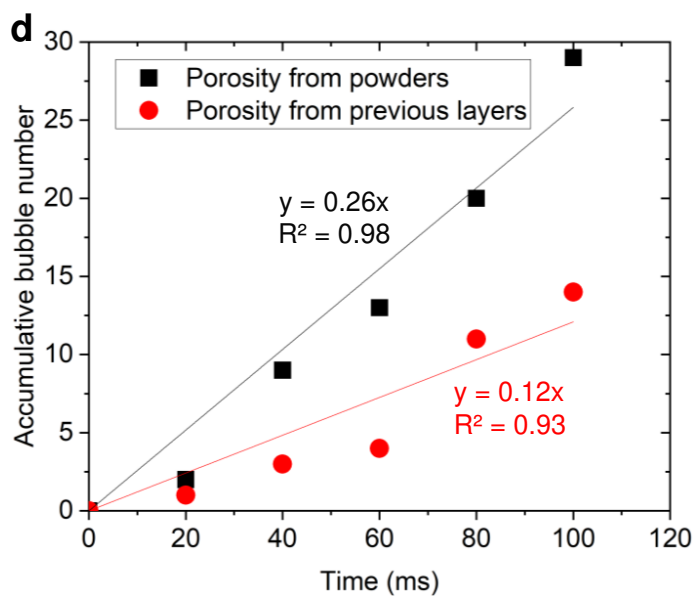 d
30
25
20
15
10
5
0
Accumulative bubble number
Porosity from powders
Porosity from previous layers
y = 0.26x
R² = 0.98
y = 0.12x
R² = 0.93
0 20 40 60 80 100 120
Time (ms)